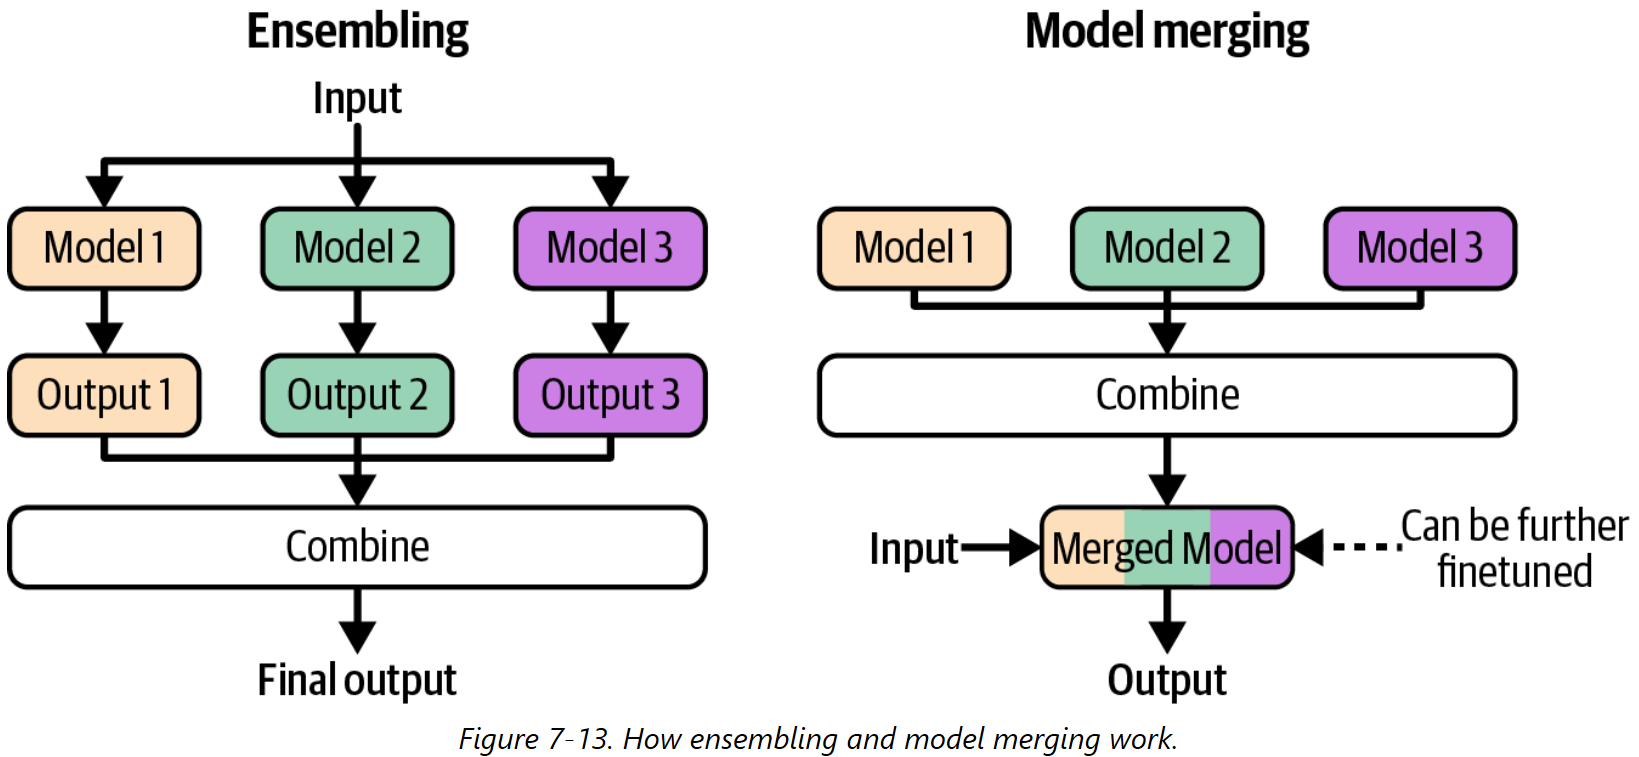 Ensembling
Input
Model 1
Model 2
Model 3
Output 1
Output 2
Output 3
Combine
Final output
Model merging
Model 1
Model 2
Model 3
Combine
Input
Merged Model
Can be further
finetuned
Output
Figure 7-13. How ensembling and model merging work.